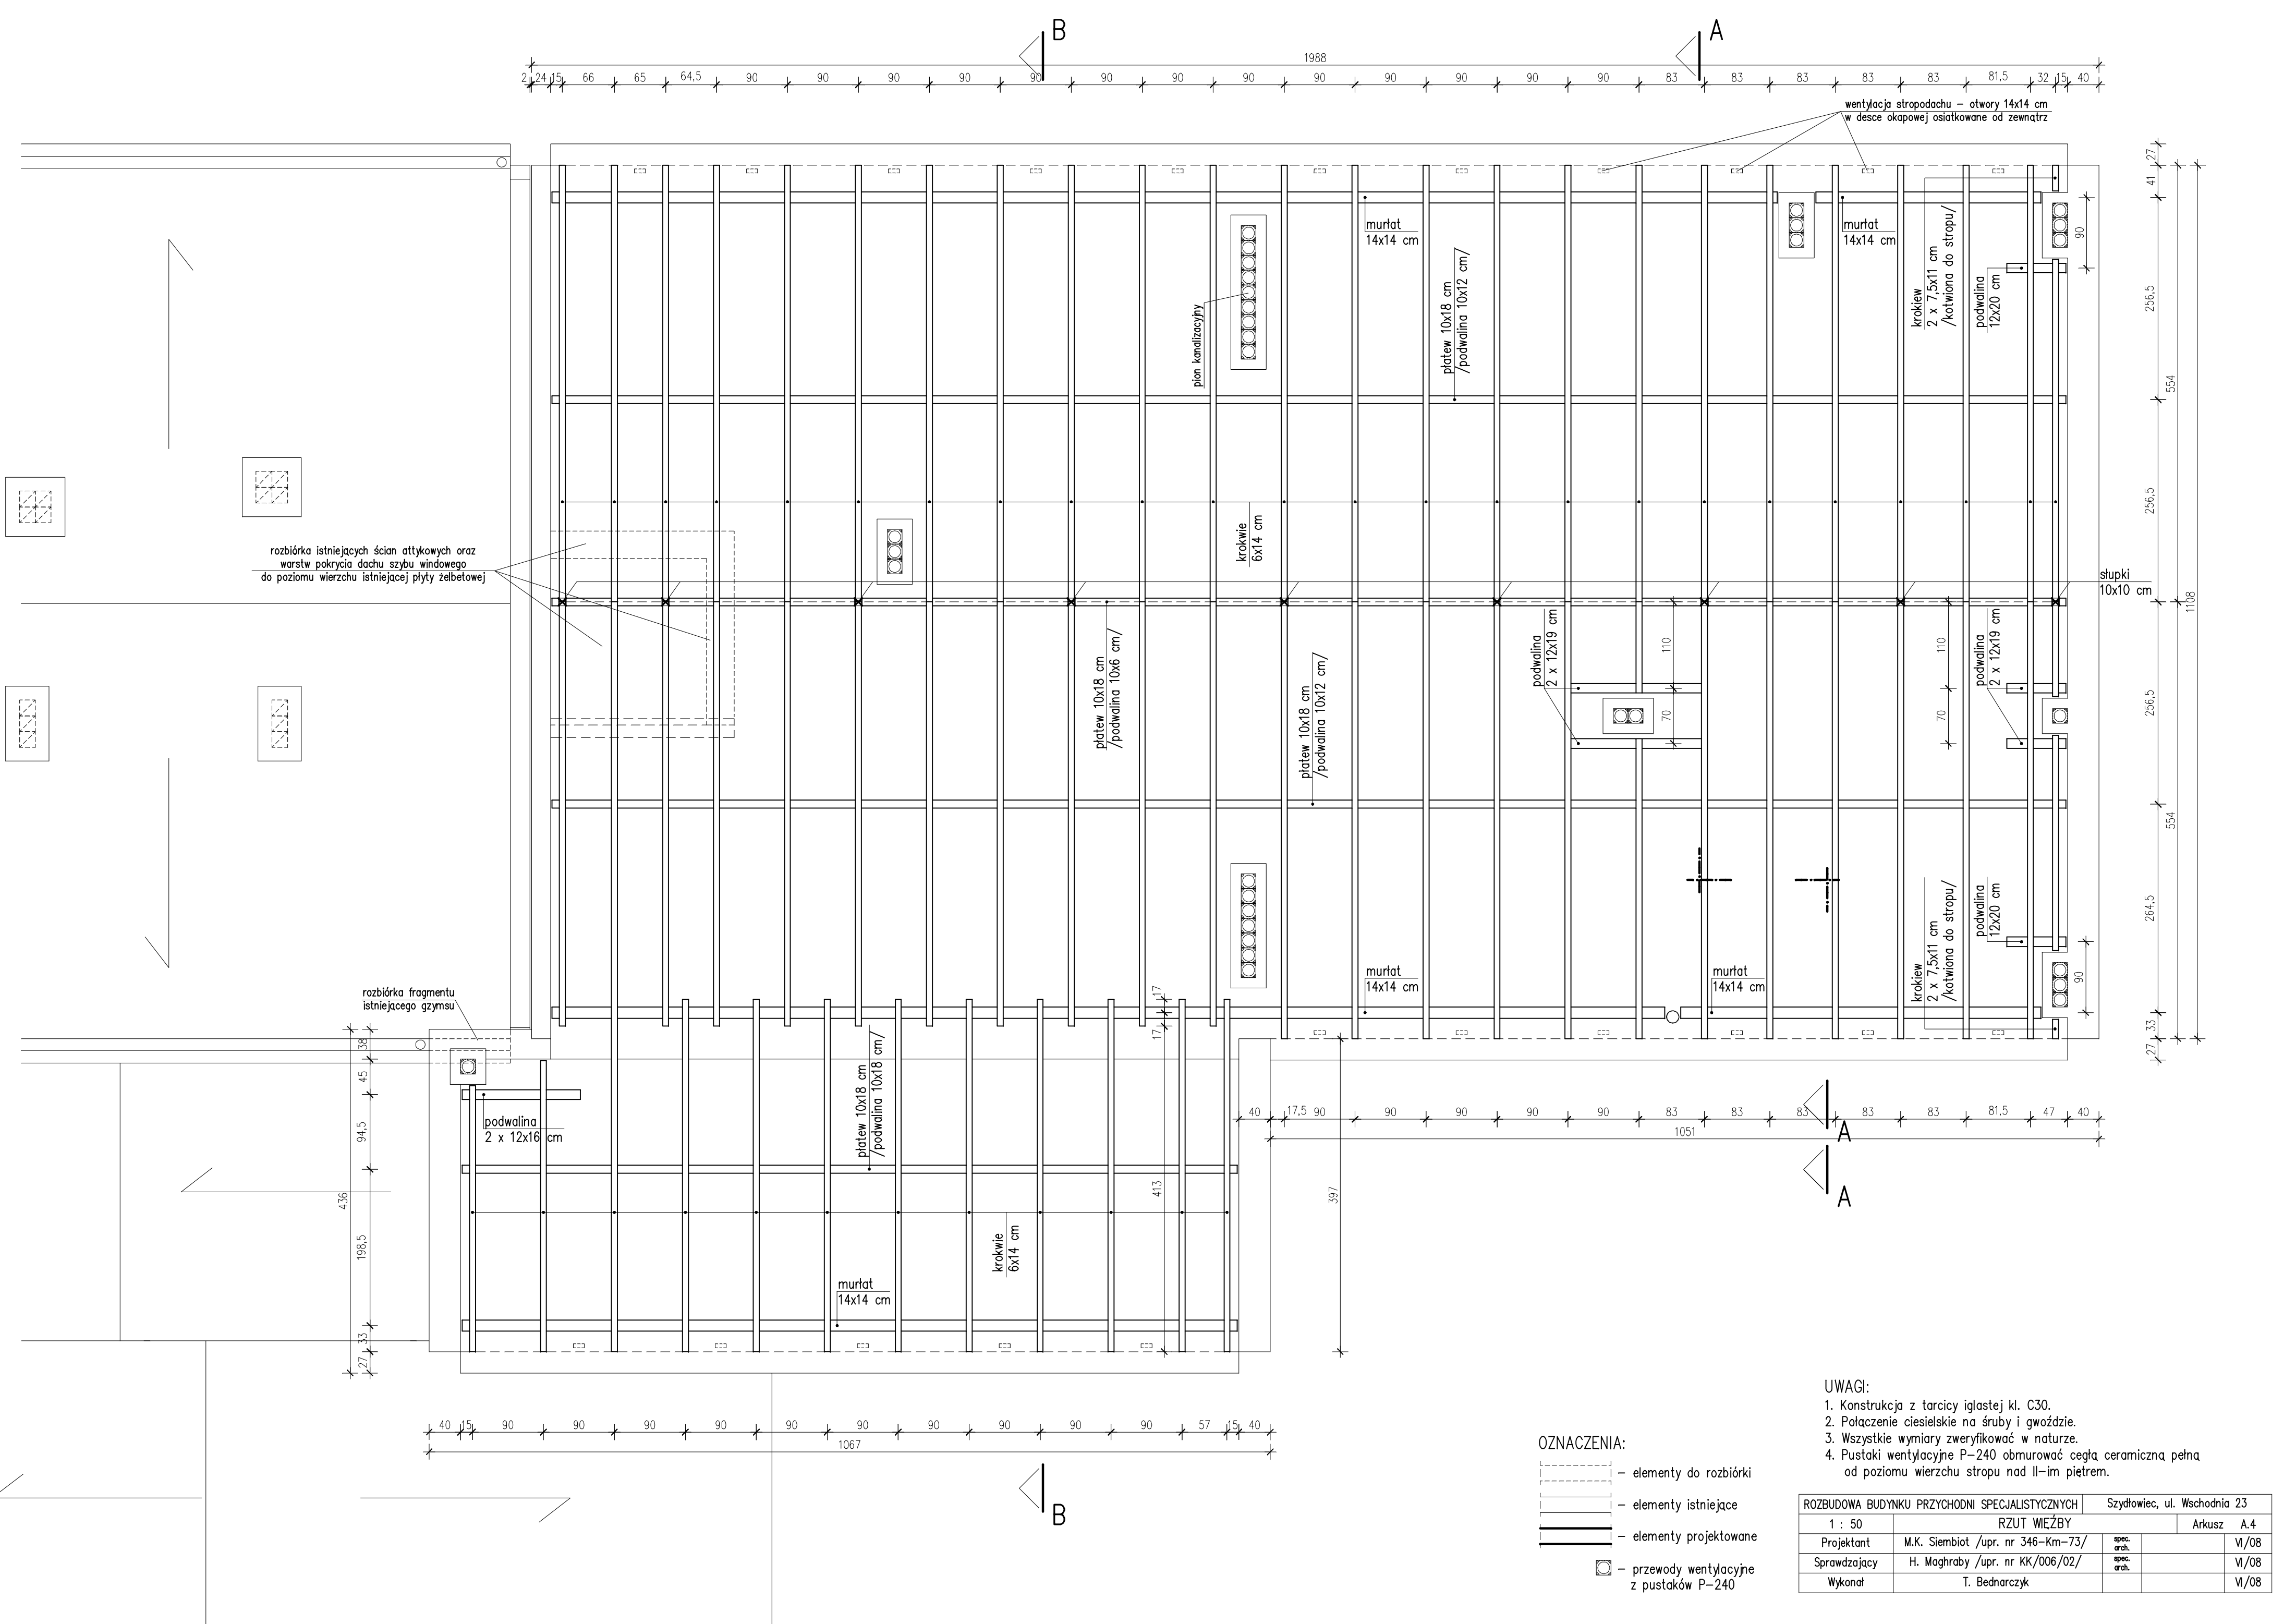 B
A
1988
2 24 15 66 65 64,5 90 90 90 90 90 90 90 90 90 90 90 90 90 83 83 83 83 83 81,5 32 15 40
wentylacja stropodachu – otwory 14x14 cm
w desce okapowej osiatkowane od zewnątrz
27
41
256,5
256,5
256,5
264,5
33
27
554
554
1108
90
90
murłat
14x14 cm
murłat
14x14 cm
krokiew
2 x 7,5x11 cm
/kotwiona do stropu/
podwalina
12x20 cm
płatew 10x18 cm
/podwalina 10x12 cm/
pion kanalizacyjny
krokwie
6x14 cm
rozbiórka istniejących ścian attykowych oraz
warstw pokrycia dachu szybu windowego
do poziomu wierzchu istniejącej płyty żelbetowej
słupki
10x10 cm
płatew 10x18 cm
/podwalina 10x6 cm/
płatew 10x18 cm
/podwalina 10x12 cm/
podwalina
2 x 12x19 cm
110
70
110
70
podwalina
2 x 12x19 cm
krokiew
2 x 7,5x11 cm
/kotwiona do stropu/
podwalina
12x20 cm
murłat
14x14 cm
murłat
14x14 cm
rozbiórka fragmentu
istniejącego gzymsu
17
17
413
397
38
45
94,5
198,5
33
27
436
podwalina
2 x 12x16 cm
płatew 10x18 cm
/podwalina 10x18 cm/
krokwie
6x14 cm
murłat
14x14 cm
40 17,5 90 90 90 90 90 83 83 83 83 83 81,5 47 40
1051
A
A
40 15 90 90 90 90 90 90 90 90 90 90 57 15 40
1067
B
OZNACZENIA:
– elementy do rozbiórki
– elementy istniejące
– elementy projektowane
– przewody wentylacyjne
z pustaków P–240
UWAGI:
1. Konstrukcja z tarcicy iglastej kl. C30.
2. Połączenie ciesielskie na śruby i gwoździe.
3. Wszystkie wymiary zweryfikować w naturze.
4. Pustaki wentylacyjne P–240 obmurować cegłą ceramiczną pełną
od poziomu wierzchu stropu nad II–im piętrem.
ROZBUDOWA BUDYNKU PRZYCHODNI SPECJALISTYCZNYCH Szydłowiec, ul. Wschodnia 23
1 : 50 RZUT WIĘŹBY Arkusz A.4
Projektant M.K. Siembiot /upr. nr 346–Km–73/ spec. arch. VI/08
Sprawdzający H. Maghraby /upr. nr KK/006/02/ spec. arch. VI/08
Wykonał T. Bednarczyk VI/08